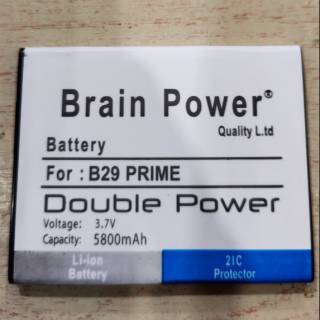 Brain Power®
Quality L.td
Battery
For : B29 PRIME
Double Power
Voltage: 3.7V
Capacity: 5800mAh
Li-ion
Battery
2IC
Protector